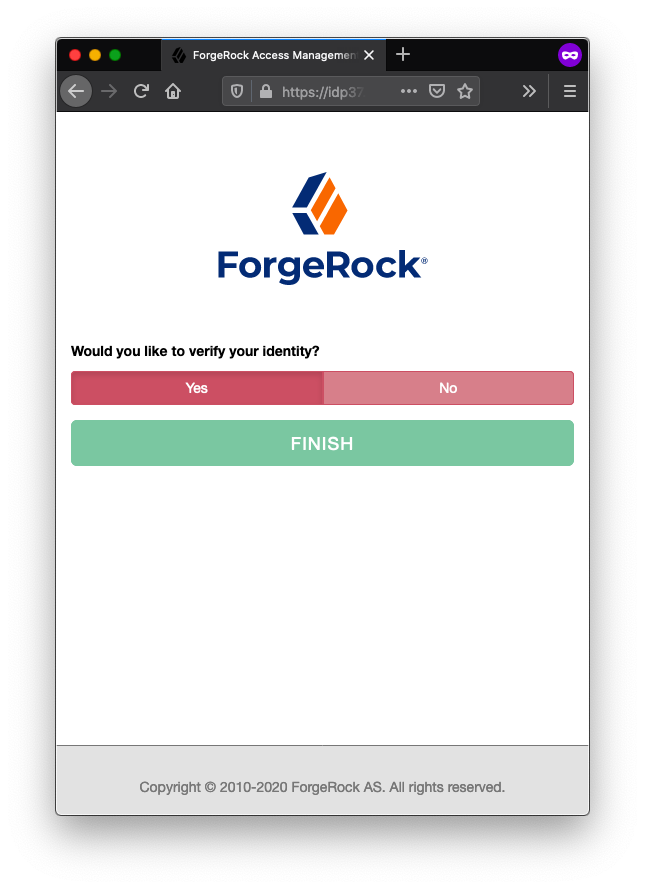 ForgeRock Access Management
https://idp37
ForgeRock®
Would you like to verify your identity?
Yes
No
FINISH
Copyright © 2010-2020 ForgeRock AS. All rights reserved.